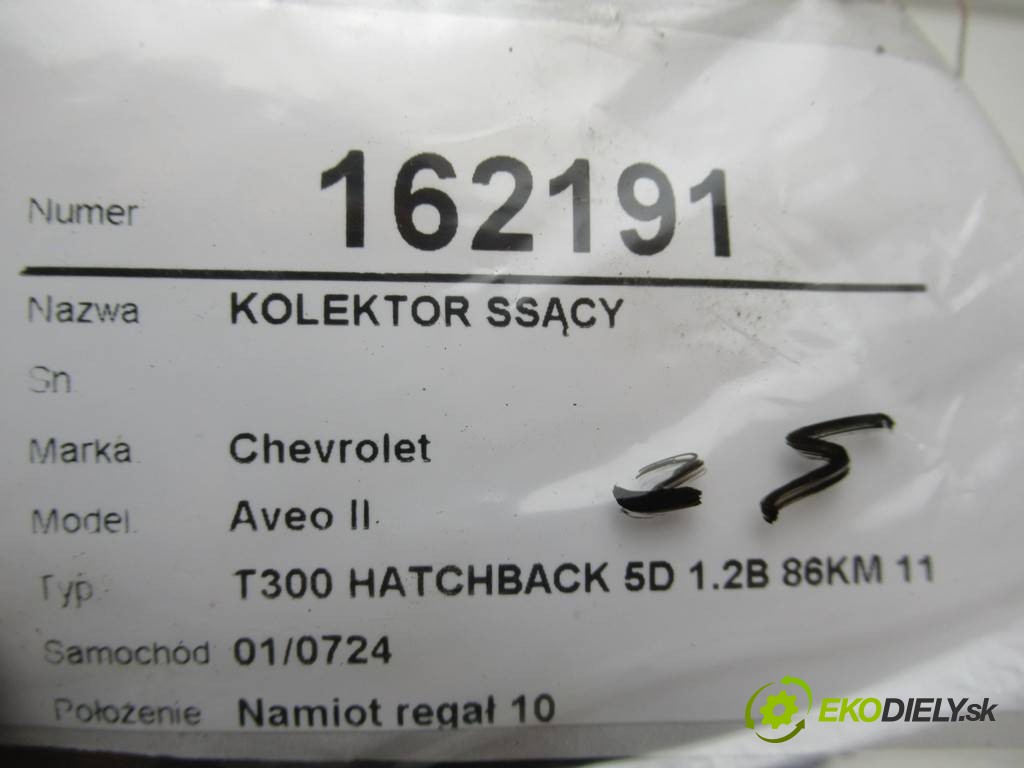 Numer 162191
Nazwa KOLEKTOR SSĄCY
Sn
Marka Chevrolet
Model Aveo II
25
Typ T300 HATCHBACK 5D 1.2B 86KM 11
Samochód 01/0724
Położenie Namiot regał 10
EKODIELY.sk